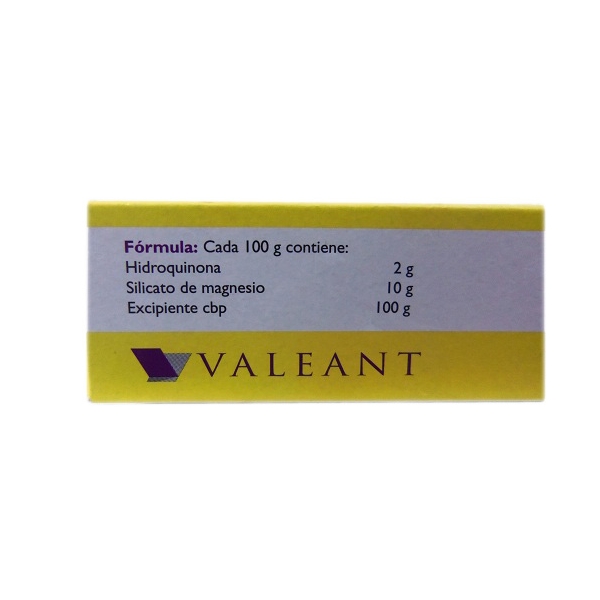 Fórmula: Cada 100 g contiene:
Hidroquinona 2 g
Silicato de magnesio 10 g
Excipiente cbp 100 g
VALEANT